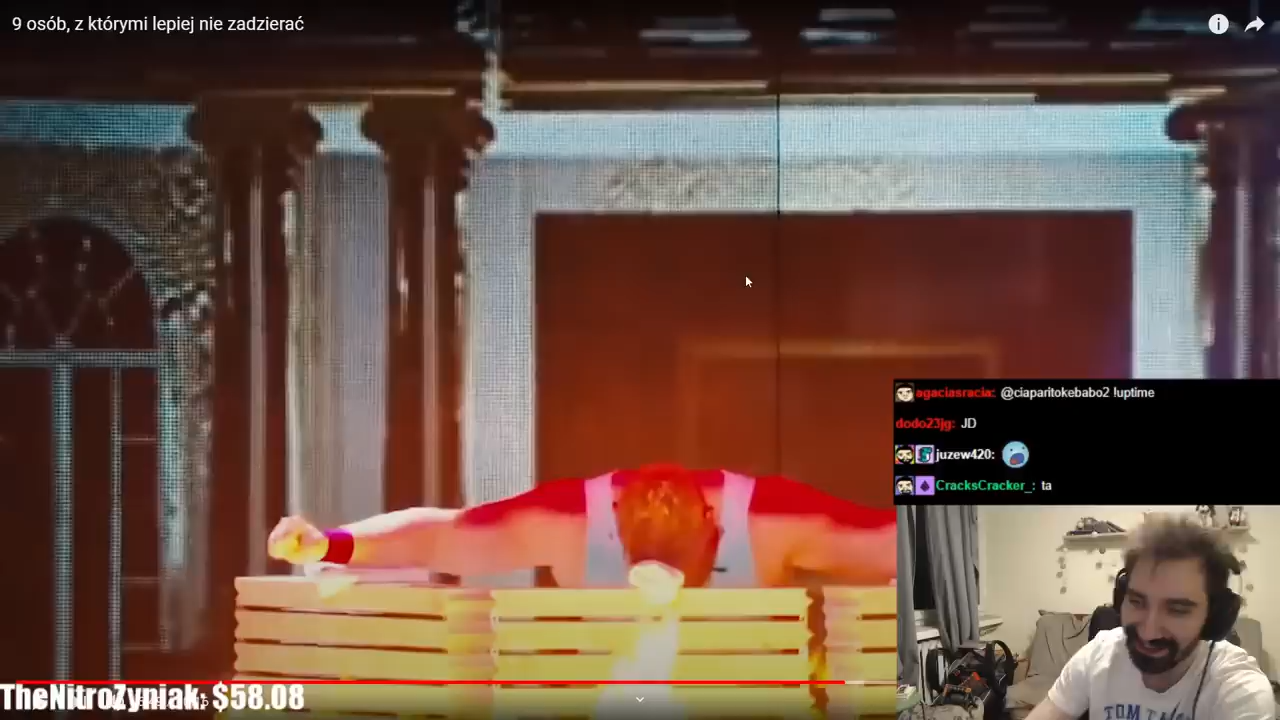 9 osób, z którymi lepiej nie zadzierać
agaciasracia: @ciaparitokebabo2 !uptime
dodo23jg: JD
juzew420:
CracksCracker_: ta
TheNitroZyniak: $58.08